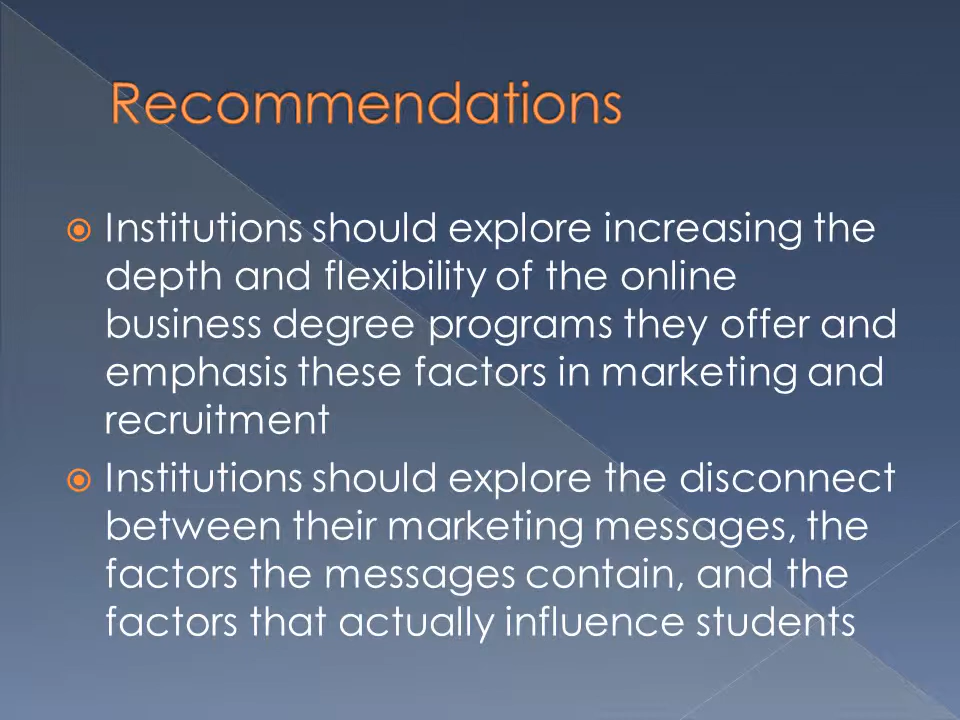 Recommendations
Institutions should explore increasing the
depth and flexibility of the online
business degree programs they offer and
emphasis these factors in marketing and
recruitment
Institutions should explore the disconnect
between their marketing messages, the
factors the messages contain, and the
factors that actually influence students